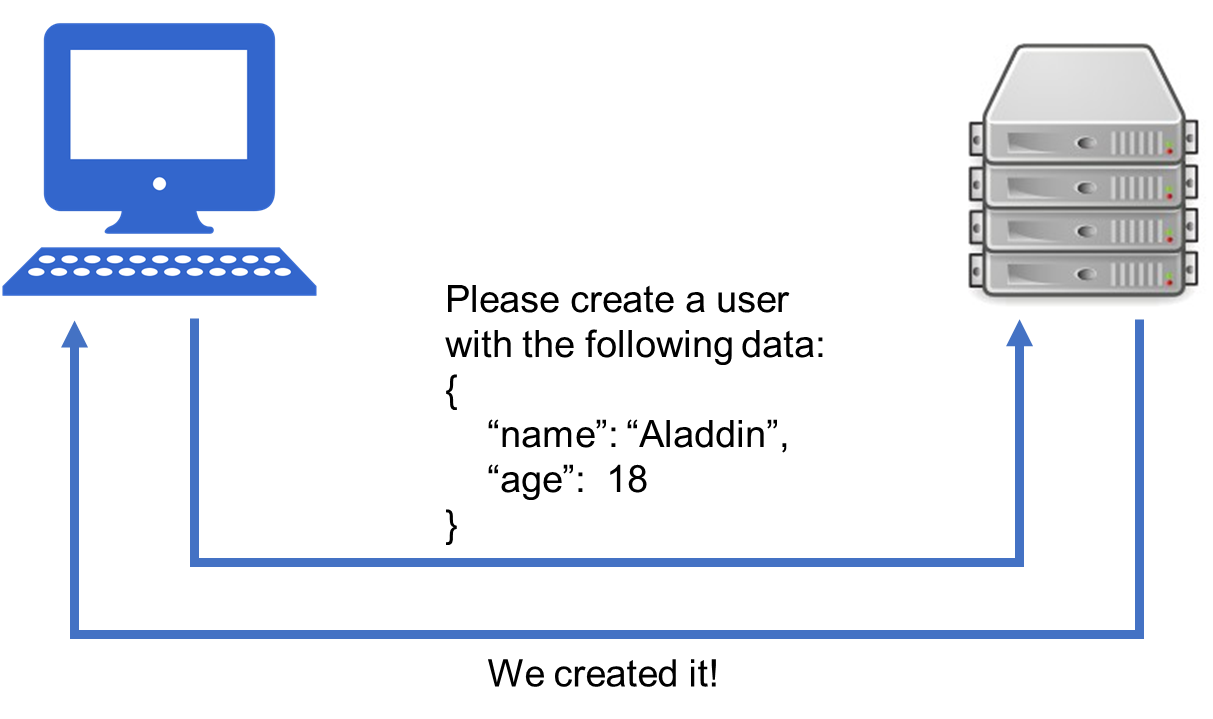 Please create a user
with the following data:
{
“name”: “Aladdin”,
“age”:  18
}
We created it!